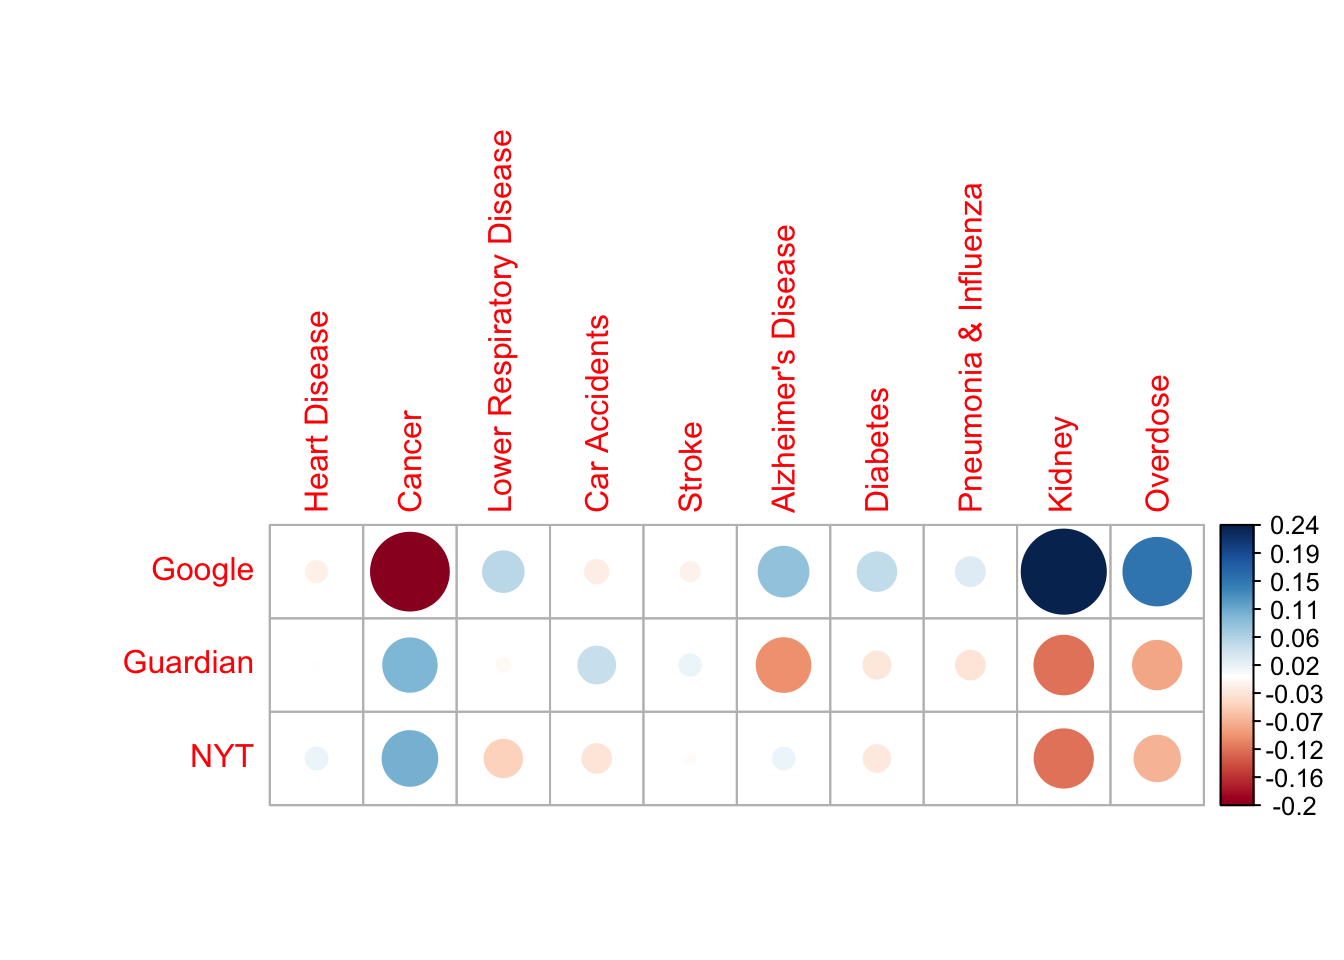 Heart Disease
Cancer
Lower Respiratory Disease
Car Accidents
Stroke
Alzheimer's Disease
Diabetes
Pneumonia & Influenza
Kidney
Overdose
Google
Guardian
NYT
0.24
0.19
0.15
0.11
0.06
0.02
-0.03
-0.07
-0.12
-0.16
-0.2